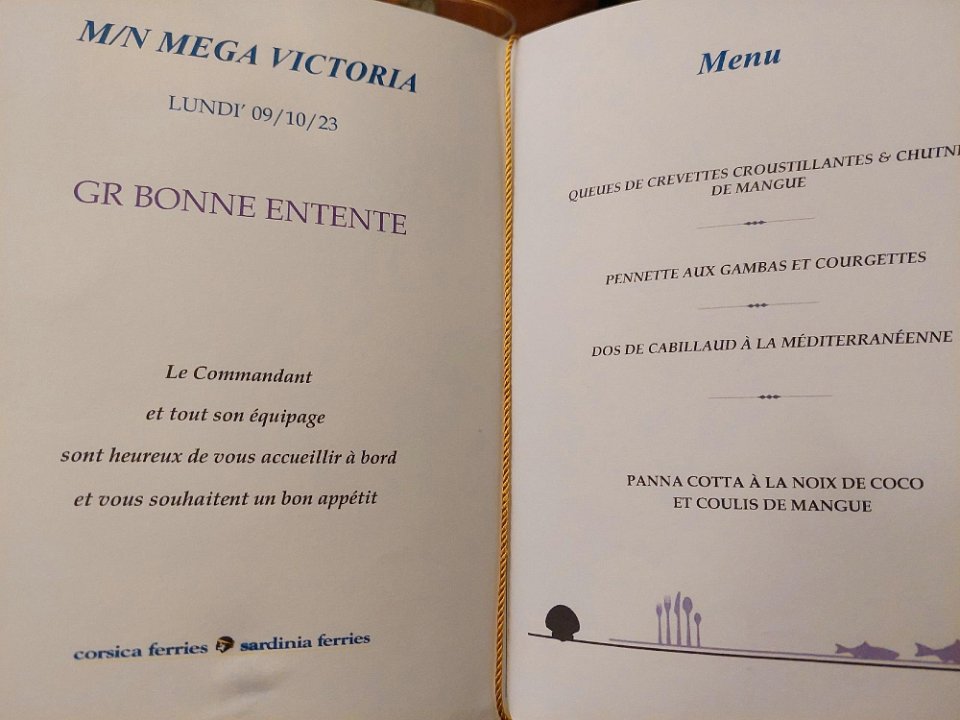 M/N MEGA VICTORIA
LUNDI' 09/10/23
GR BONNE ENTENTE
Le Commandant
et tout son équipage
sont heureux de vous accueillir à bord
et vous souhaitent un bon appétit
corsica ferries sardinia ferries
Menu
QUEUES DE CREVETTES CROUSTILLANTES & CHUTN
DE MANGUE
PENNETTE AUX GAMBAS ET COURGETTES
DOS DE CABILLAUD À LA MÉDITERRANÉENNE
PANNA COTTA À LA NOIX DE COCO
ET COULIS DE MANGUE